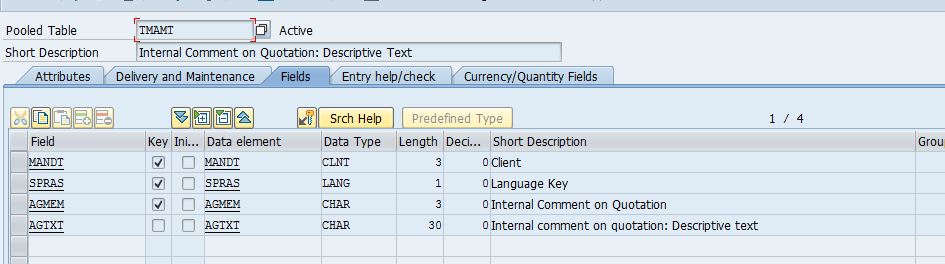 Pooled Table TMAMT Active
Short Description Internal Comment on Quotation: Descriptive Text
Attributes Delivery and Maintenance Fields Entry help/check Currency/Quantity Fields
Srch Help Predefined Type 1 / 4
Field Key Ini... Data element Data Type Length Deci... Short Description Grou
MANDT MANDT CLNT 3 0 Client
SPRAS SPRAS LANG 1 0 Language Key
AGMEM AGMEM CHAR 3 0 Internal Comment on Quotation
AGTXT AGTXT CHAR 30 0 Internal comment on quotation: Descriptive text